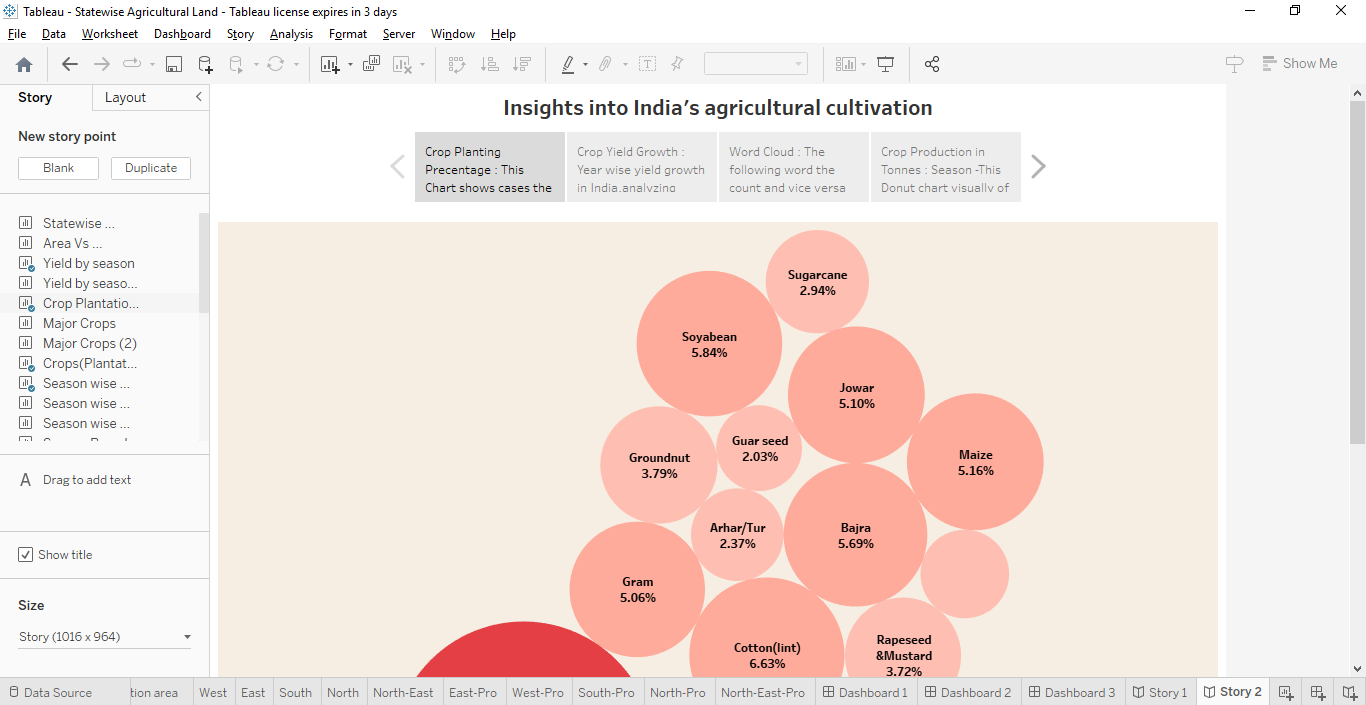 Tableau - Statewise Agricultural Land - Tableau license expires in 3 days
File Data Worksheet Dashboard Story Analysis Format Server Window Help
Show Me
Story Layout
New story point
Blank Duplicate
Statewise ...
Area Vs ...
Yield by season
Yield by seaso...
Crop Plantatio...
Major Crops
Major Crops (2)
Crops(Plantat...
Season wise ...
Season wise ...
Season wise ...
A Drag to add text
Show title
Size
Story (1016 x 964)
Insights into India's agricultural cultivation
Crop Planting
Precentage : This
Chart shows cases the
Crop Yield Growth :
Year wise yield growth
in India,analyzing
Word Cloud : The
following word the
count and vice versa
Crop Production in
Tonnes : Season -This
Donut chart visually of
Sugarcane
2.94%
Soyabean
5.84%
Jowar
5.10%
Guar seed
2.03%
Groundnut
3.79%
Maize
5.16%
Arhar/Tur
2.37%
Bajra
5.69%
Gram
5.06%
Cotton(lint)
6.63%
Rapeseed
&Mustard
3.72%
Data Source tion area West East South North North-East East-Pro West-Pro South-Pro North-Pro North-East-Pro Dashboard 1 Dashboard 2 Dashboard 3 Story 1 Story 2